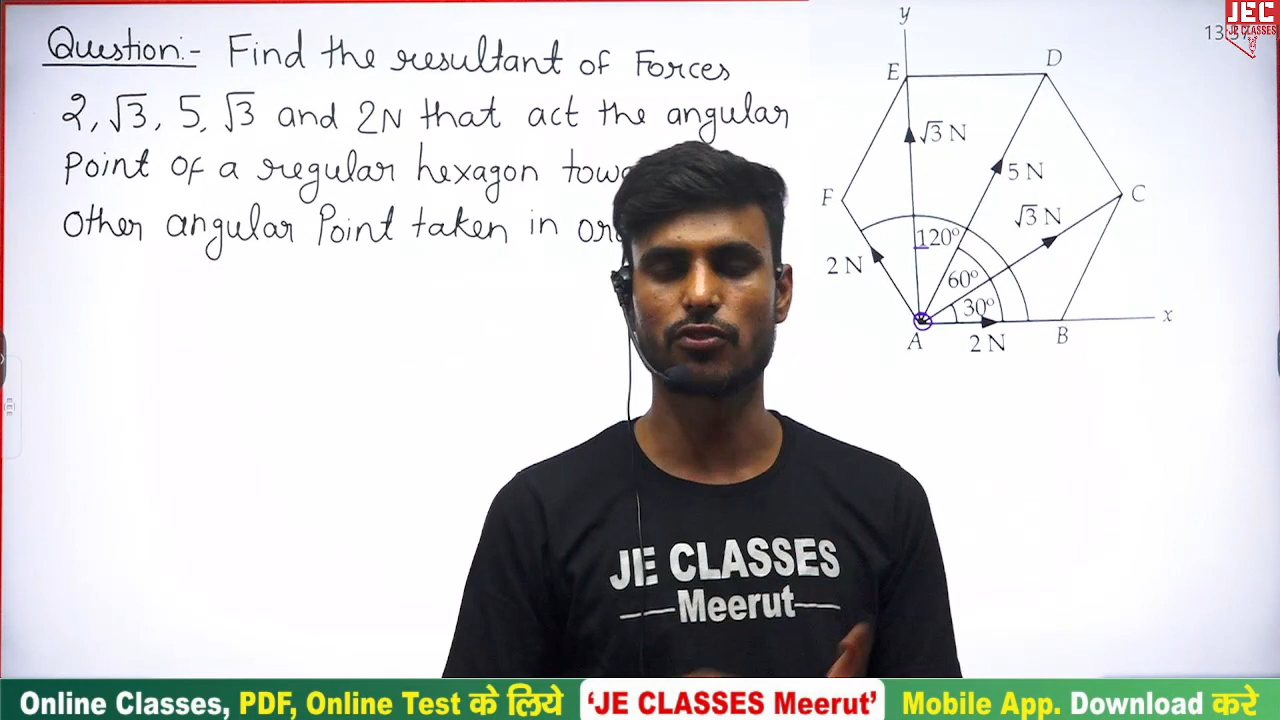 Question:- Find the resultant of Forces
2, √3, 5, √3 and 2N that act the angular
Point of a regular hexagon
Other angular Point taken in
y
E
D
√3 N
5 N
F
C
√3 N
120°
2 N
60°
30°
x
A
2 N
B
JEC
JE CLASSES
JE CLASSES
Meerut
Online Classes, PDF, Online Test के लिये 'JE CLASSES Meerut' Mobile App. Download करे